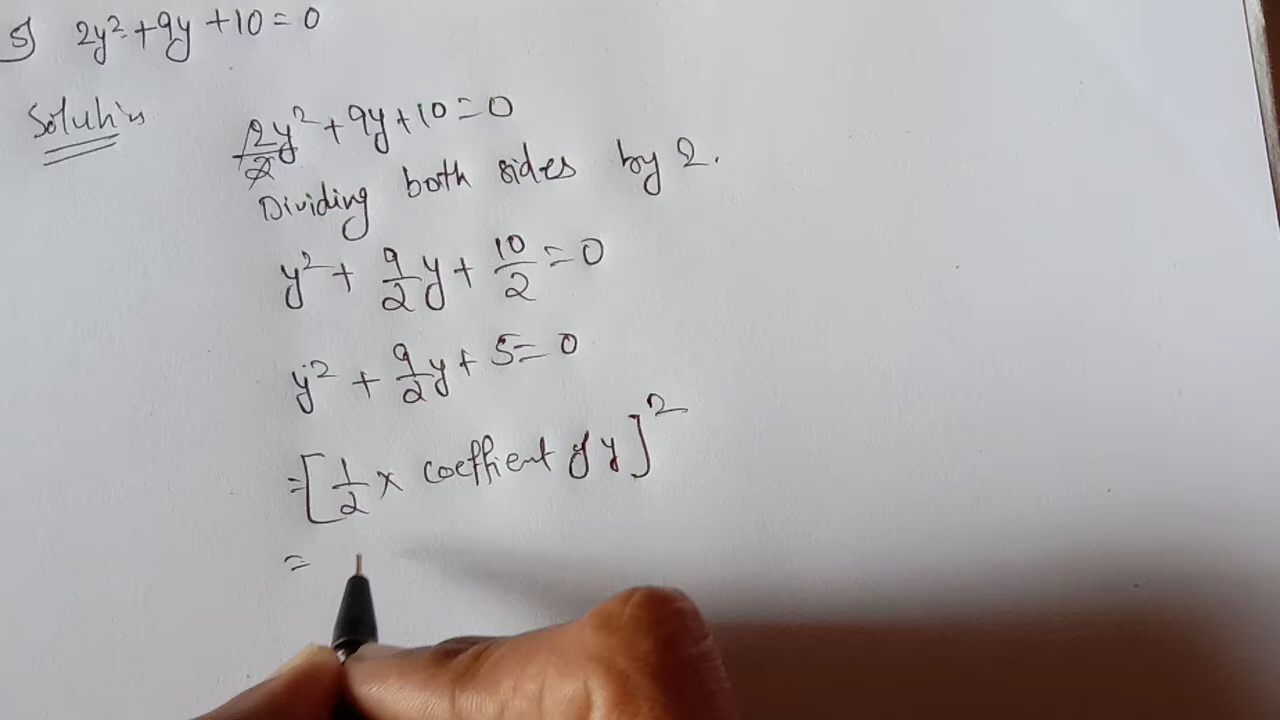 5) 2y² + 9y + 10 = 0
Solution
2y²/2 + 9y + 10 = 0
Dividing both sides by 2.
y² + 9/2 y + 10/2 = 0
y² + 9/2 y + 5 = 0
= [1/2 × coeffient of y]²
=